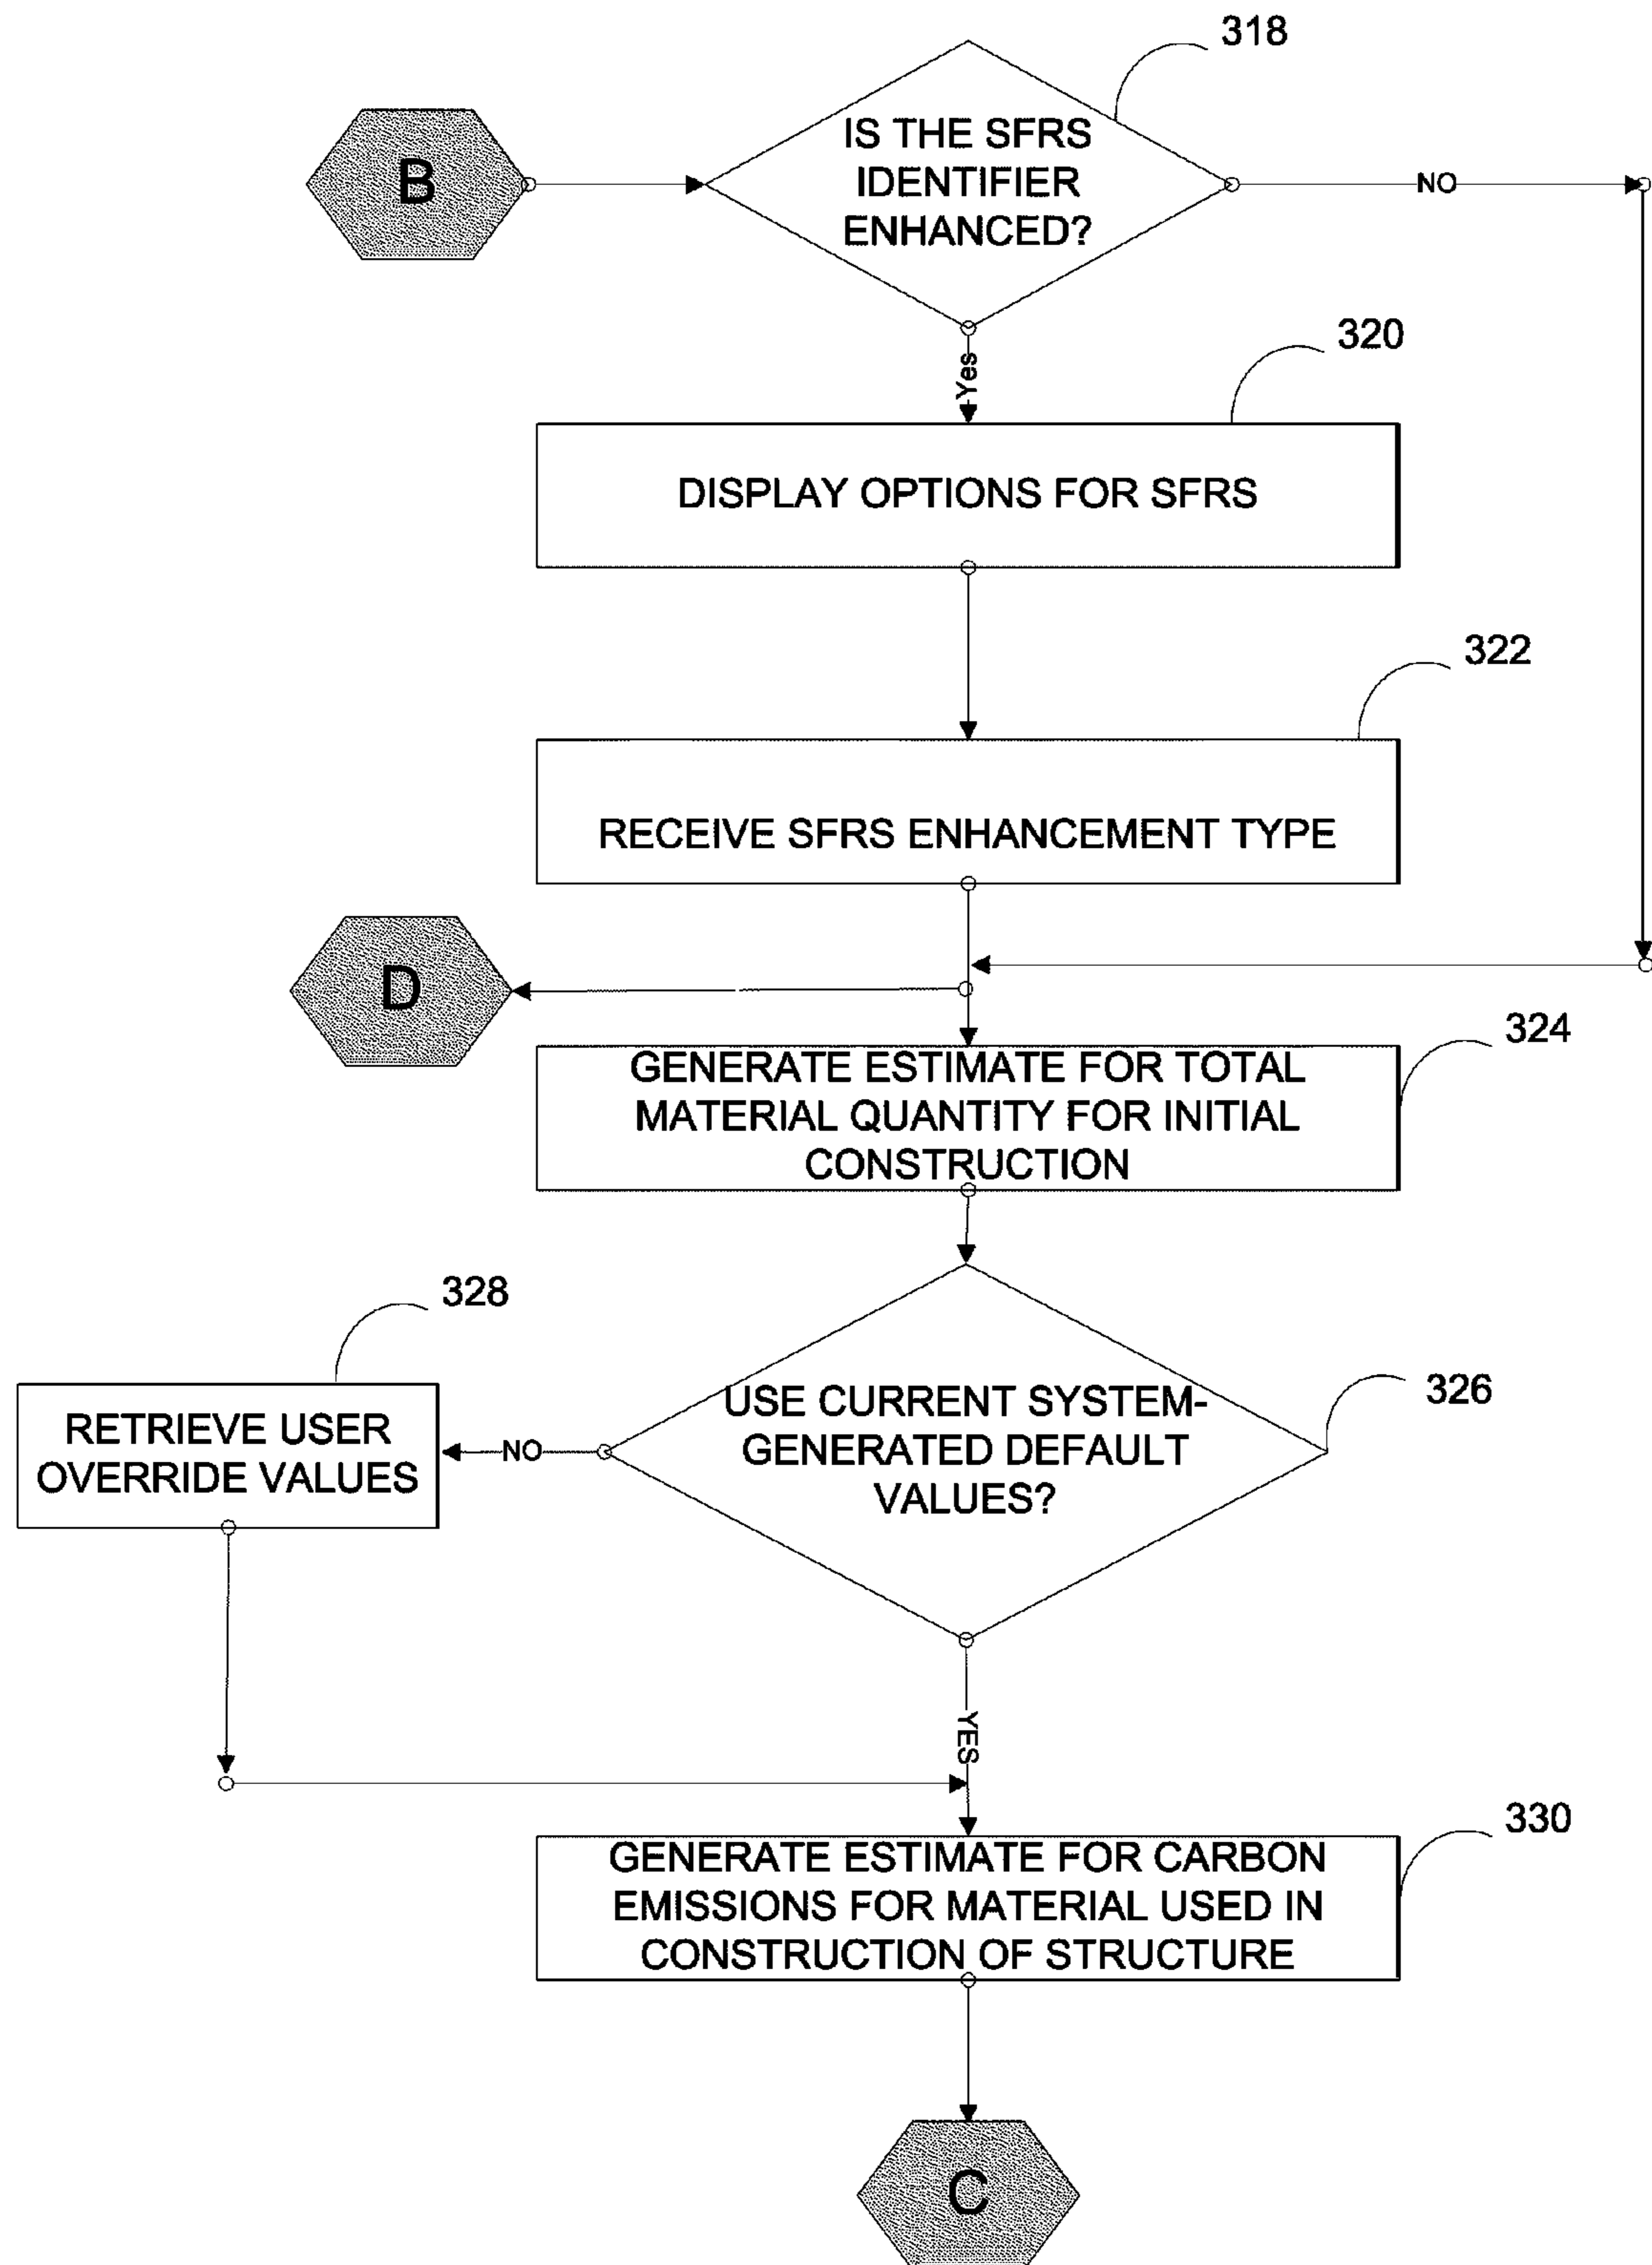 318
B
IS THE SFRS
IDENTIFIER
ENHANCED?
NO
Yes
320
DISPLAY OPTIONS FOR SFRS
322
RECEIVE SFRS ENHANCEMENT TYPE
D
324
GENERATE ESTIMATE FOR TOTAL
MATERIAL QUANTITY FOR INITIAL
CONSTRUCTION
328
RETRIEVE USER
OVERRIDE VALUES
NO
326
USE CURRENT SYSTEM-
GENERATED DEFAULT
VALUES?
YES
330
GENERATE ESTIMATE FOR CARBON
EMISSIONS FOR MATERIAL USED IN
CONSTRUCTION OF STRUCTURE
C